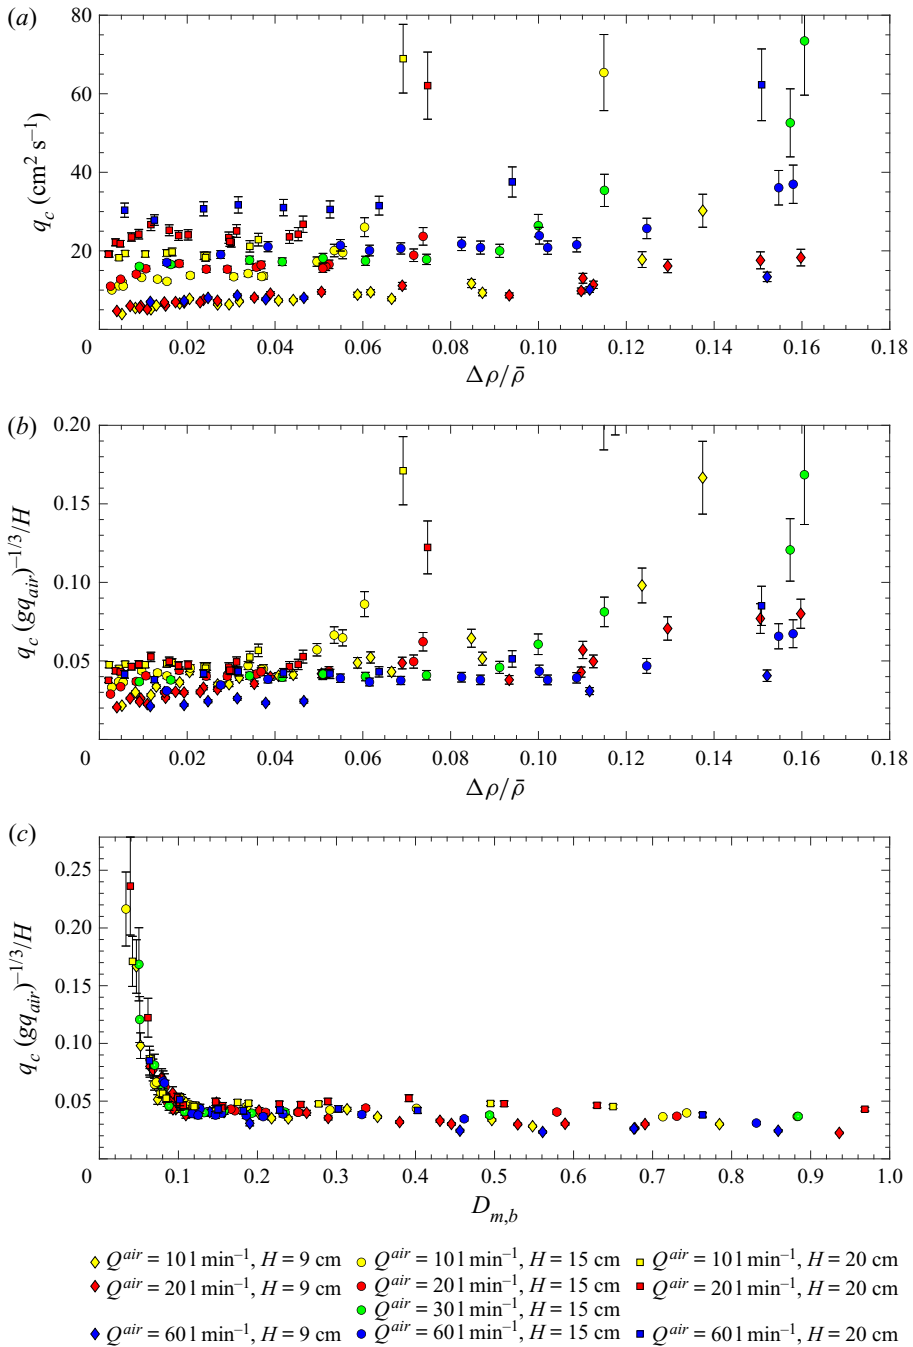 (a)
80
60
40
20
0
q_c (cm² s⁻¹)
0.02 0.04 0.06 0.08 0.10 0.12 0.14 0.16 0.18
Δρ/ρ̄
(b)
0.20
0.15
0.10
0.05
0
q_c (gq_air)^−1/3/H
0.02 0.04 0.06 0.08 0.10 0.12 0.14 0.16 0.18
Δρ/ρ̄
(c)
0.25
0.20
0.15
0.10
0.05
0
q_c (gq_air)^−1/3/H
0.1 0.2 0.3 0.4 0.5 0.6 0.7 0.8 0.9 1.0
D_m,b
Q^air = 10 l min⁻¹, H = 9 cm
Q^air = 20 l min⁻¹, H = 9 cm
Q^air = 60 l min⁻¹, H = 9 cm
Q^air = 10 l min⁻¹, H = 15 cm
Q^air = 20 l min⁻¹, H = 15 cm
Q^air = 30 l min⁻¹, H = 15 cm
Q^air = 60 l min⁻¹, H = 15 cm
Q^air = 10 l min⁻¹, H = 20 cm
Q^air = 20 l min⁻¹, H = 20 cm
Q^air = 60 l min⁻¹, H = 20 cm